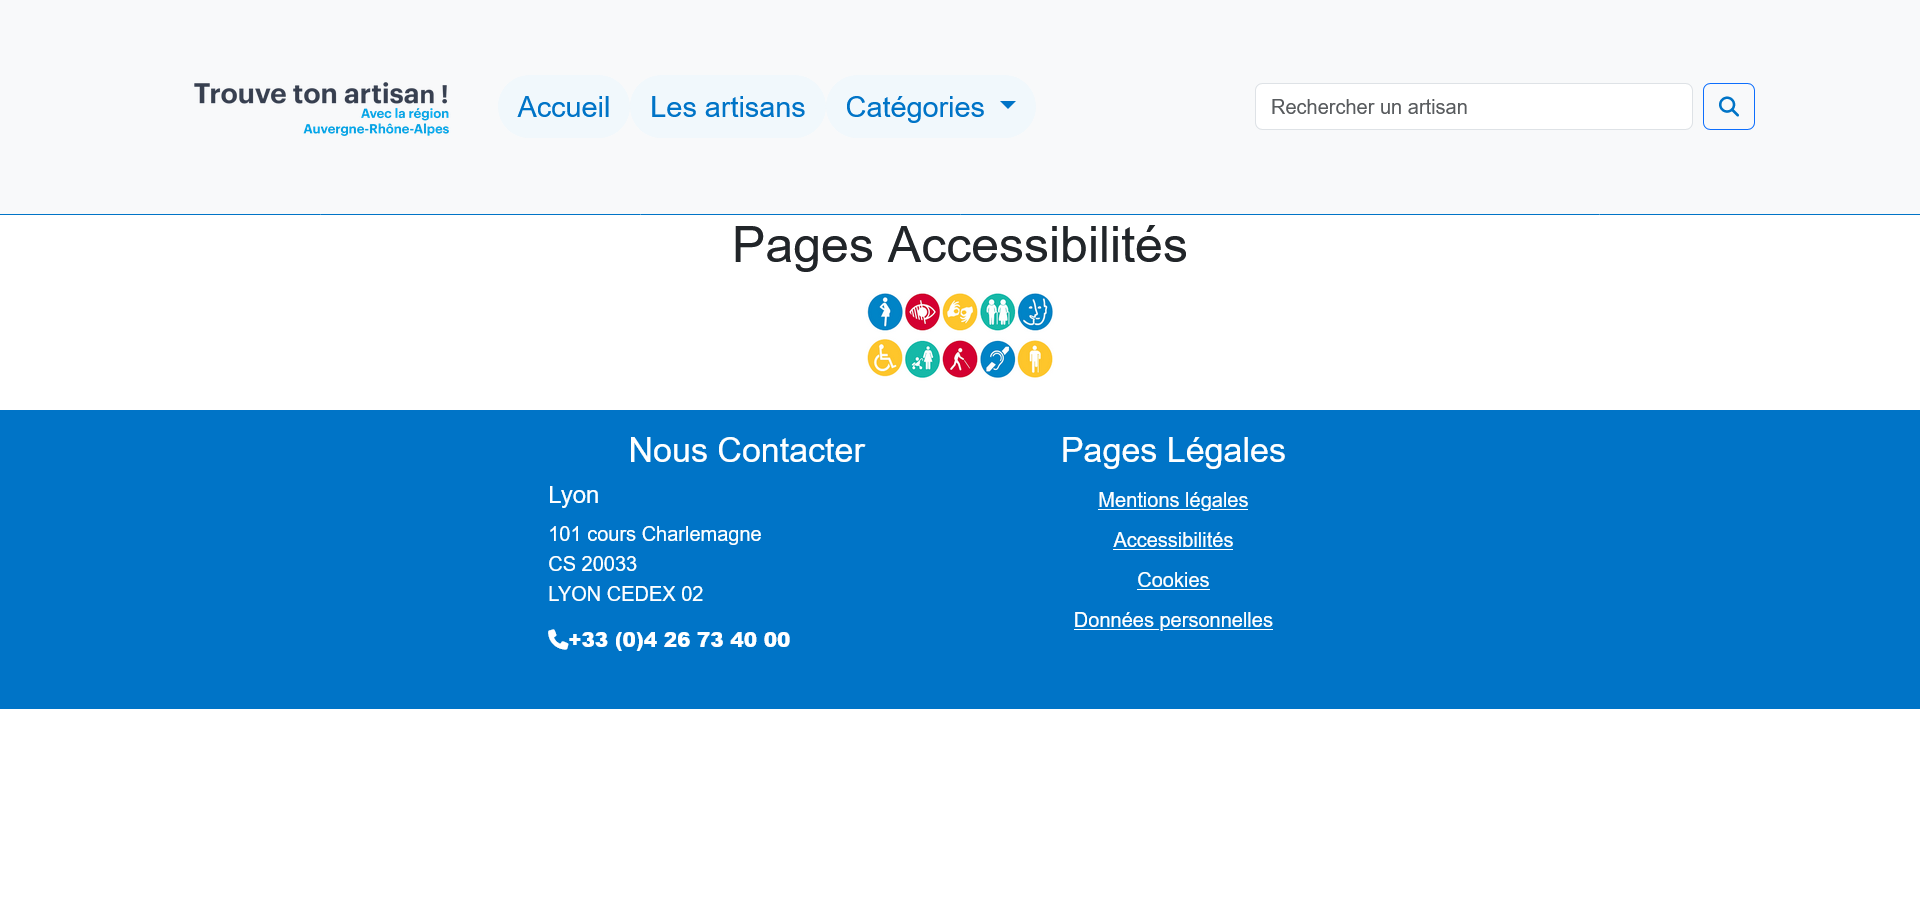 Trouve ton artisan !
Avec la région
Auvergne-Rhône-Alpes
Accueil
Les artisans
Catégories
Rechercher un artisan
Pages Accessibilités
Nous Contacter
Lyon
101 cours Charlemagne
CS 20033
LYON CEDEX 02
+33 (0)4 26 73 40 00
Pages Légales
Mentions légales
Accessibilités
Cookies
Données personnelles